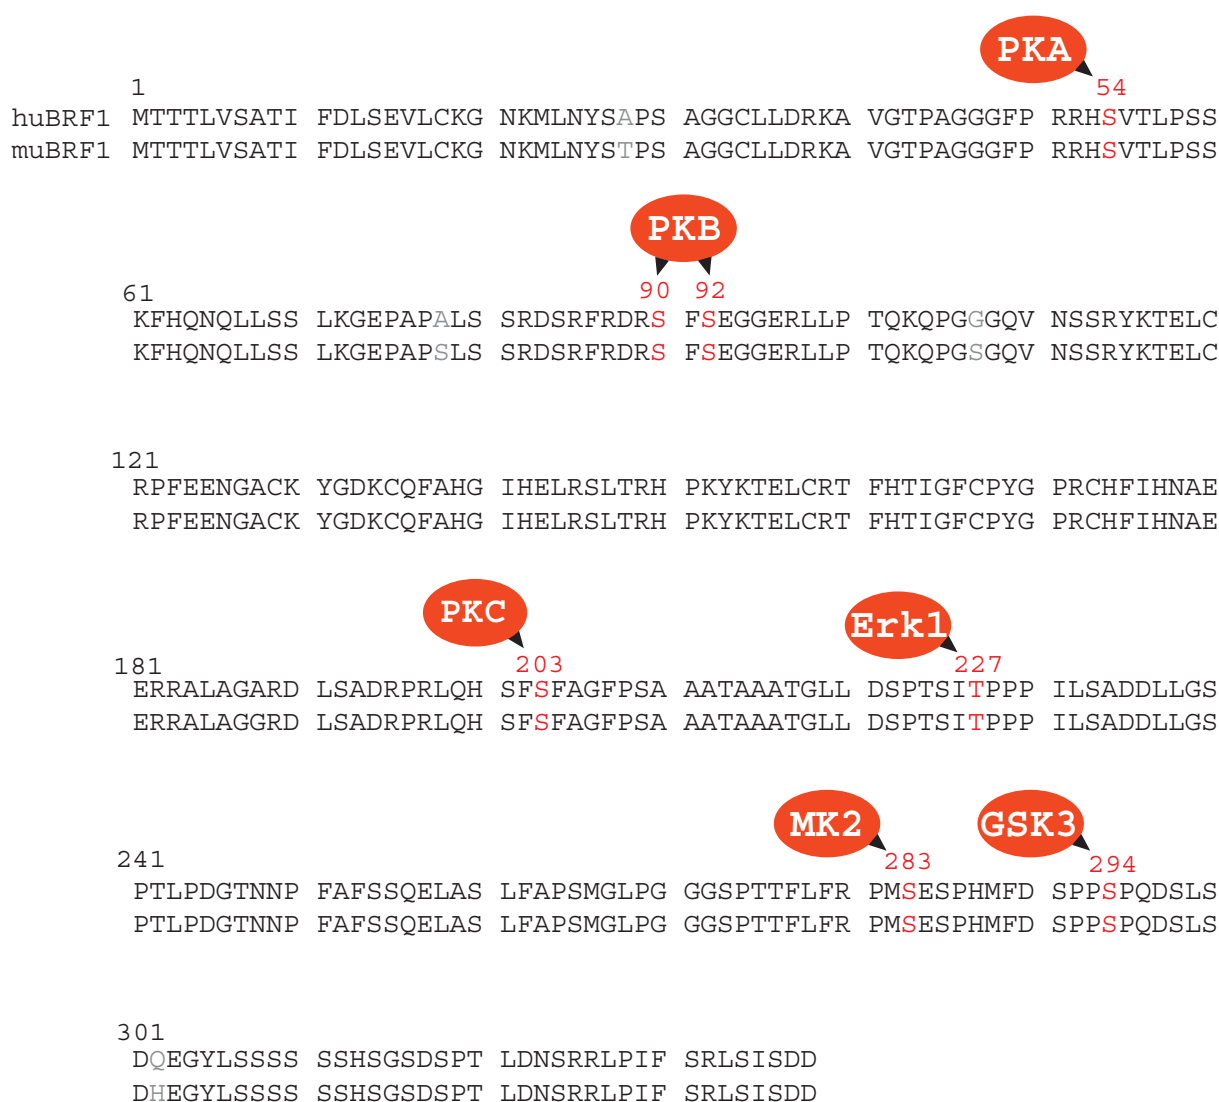 PKA
1
54
huBRF1 MTTTLVSATI FDLSEVLCKG NKMLNYSAPS AGGCLLDRKA VGTPAGGGFP RRHSVTLPSS
muBRF1 MTTTLVSATI FDLSEVLCKG NKMLNYSTPS AGGCLLDRKA VGTPAGGGFP RRHSVTLPSS
PKB
61 90 92
KFHQNQLLSS LKGEPAPALS SRDSRFRDRS FSEGGERLLP TQKQPGGGQV NSSRYKTELC
KFHQNQLLSS LKGEPAPSLS SRDSRFRDRS FSEGGERLLP TQKQPGSGQV NSSRYKTELC
121
RPFEENGACK YGDKCQFAHG IHELRSLTRH PKYKTELCRT FHTIGFCPYG PRCHFIHNAE
RPFEENGACK YGDKCQFAHG IHELRSLTRH PKYKTELCRT FHTIGFCPYG PRCHFIHNAE
PKC Erk1
181 203 227
ERRALAGARD LSADRPRLQH SFSFAGFPSA AATAAATGLL DSPTSITPPP ILSADDLLGS
ERRALAGGRD LSADRPRLQH SFSFAGFPSA AATAAATGLL DSPTSITPPP ILSADDLLGS
MK2 GSK3
241 283 294
PTLPDGTNNP FAFSSQELAS LFAPSMGLPG GGSPTTFLFR PMSESPHMFD SPPSPQDSLS
PTLPDGTNNP FAFSSQELAS LFAPSMGLPG GGSPTTFLFR PMSESPHMFD SPPSPQDSLS
301
DQEGYLSSSS SSHSGSDSPT LDNSRRLPIF SRLSISDD
DHEGYLSSSS SSHSGSDSPT LDNSRRLPIF SRLSISDD